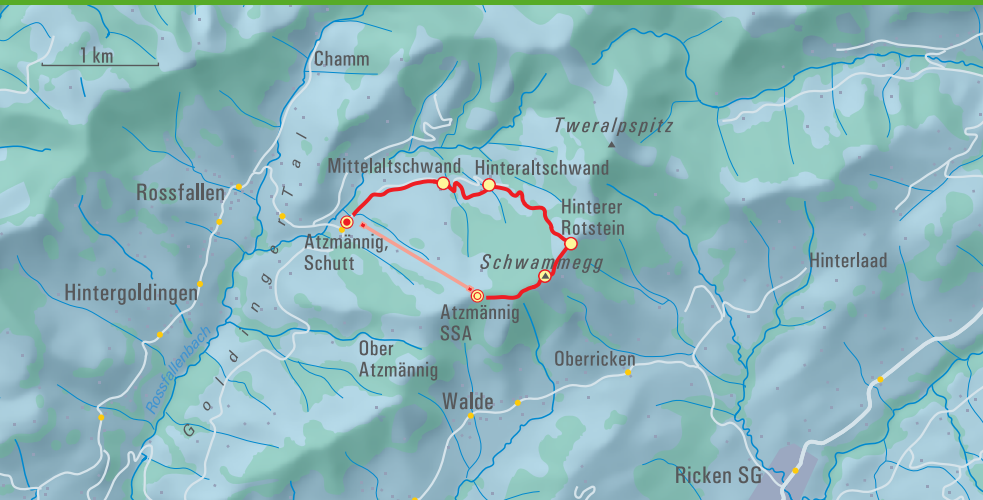 1 km
Chamm
Tweralpspitz
Mittelaltschwand
Hinteraltschwand
Rossfallen
Hinterer
Rotstein
Atzmännig,
Schutt
Schwammegg
Hinterlaad
Hintergoldingen
Atzmännig
SSA
Ober
Atzmännig
Oberricken
Rossfallenbach
Goldinger Tal
Walde
Ricken SG